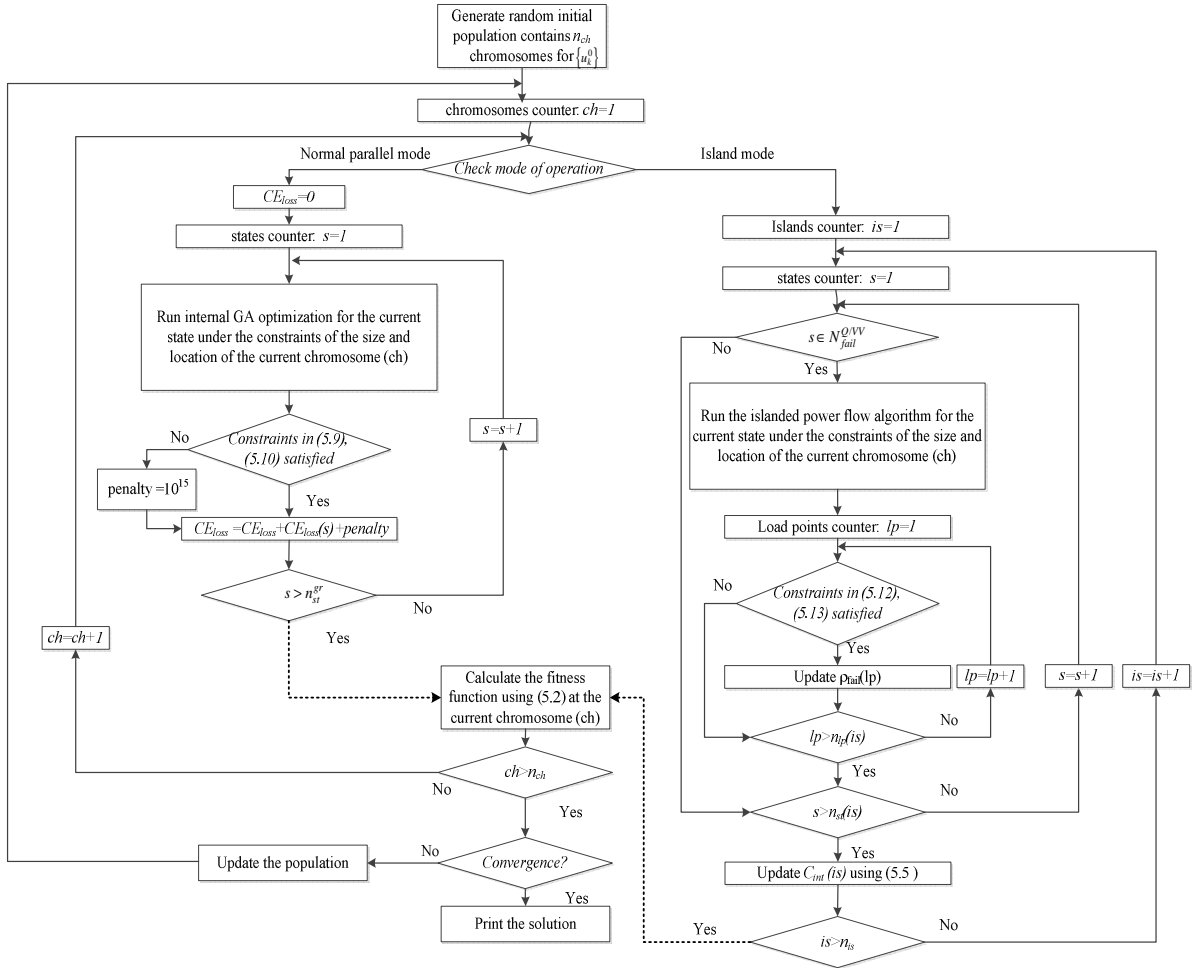 Generate random initial
population contains n_ch
chromosomes for {u_k^0}
chromosomes counter: ch=1
Normal parallel mode
Check mode of operation
Island mode
CE_loss=0
states counter: s=1
Run internal GA optimization for the current
state under the constraints of the size and
location of the current chromosome (ch)
No
Constraints in (5.9),
(5.10) satisfied
penalty =10^15
Yes
CE_loss =CE_loss+CE_loss(s)+penalty
s > n_st^gr
No
s=s+1
Yes
ch=ch+1
Calculate the fitness
function using (5.2) at the
current chromosome (ch)
ch>n_ch
No
Yes
Convergence?
No
Update the population
Yes
Print the solution
Islands counter: is=1
states counter: s=1
s ∈ N_fail^Q/VV
No
Yes
Run the islanded power flow algorithm for the
current state under the constraints of the size and
location of the current chromosome (ch)
Load points counter: lp=1
No
Constraints in (5.12),
(5.13) satisfied
Yes
Update ρ_fail(lp)
lp=lp+1
s=s+1
is=is+1
lp>n_lp(is)
No
Yes
s>n_st(is)
No
Yes
Update C_int (is) using (5.5 )
Yes
is>n_is
No